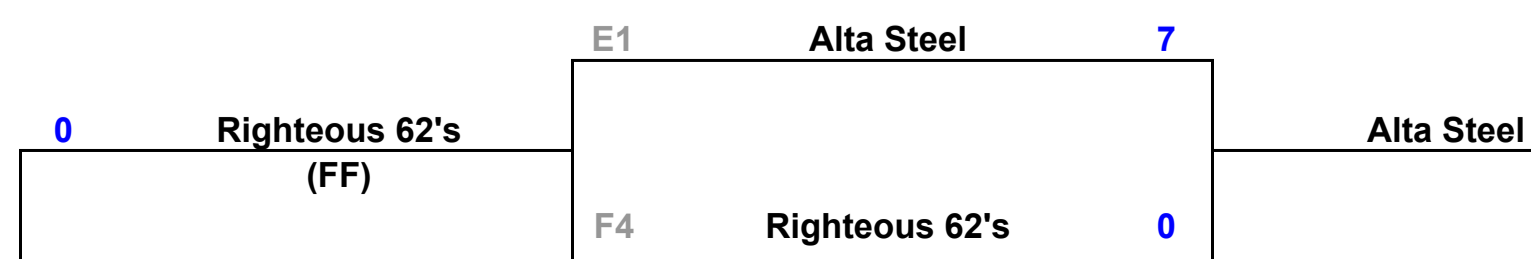 E1 Alta Steel 7
0 Righteous 62's Alta Steel
(FF)
F4 Righteous 62's 0